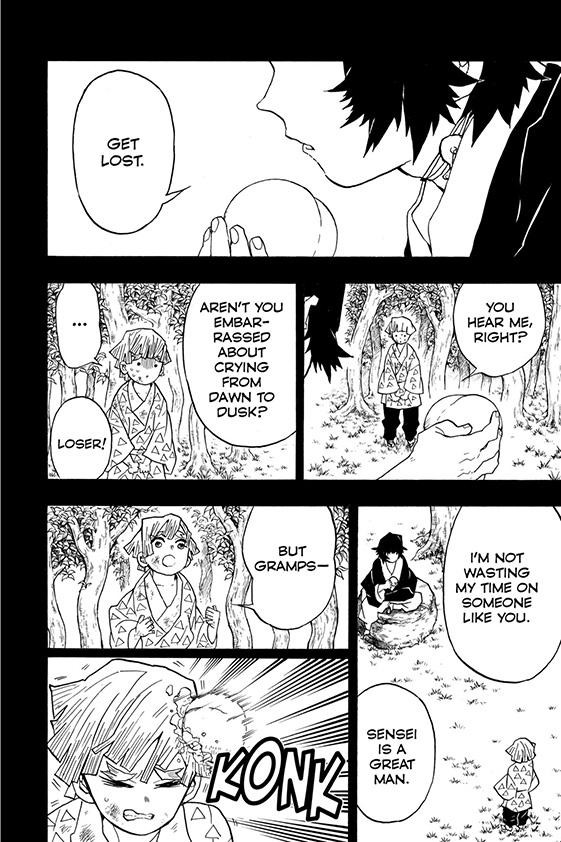 GET
LOST.
YOU
HEAR ME,
RIGHT?
AREN'T YOU
EMBAR-
RASSED
ABOUT
CRYING
FROM
DAWN TO
DUSK?
...
LOSER!
I'M NOT
WASTING
MY TIME ON
SOMEONE
LIKE YOU.
SENSEI
IS A
GREAT
MAN.
BUT
GRAMPS—
KONK